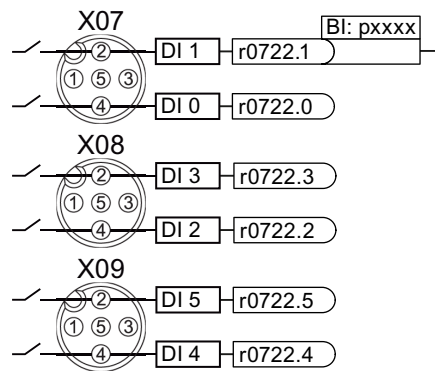 X07
BI: pxxxx
② DI 1 r0722.1
① ⑤ ③
④ DI 0 r0722.0
X08
② DI 3 r0722.3
① ⑤ ③
④ DI 2 r0722.2
X09
② DI 5 r0722.5
① ⑤ ③
④ DI 4 r0722.4